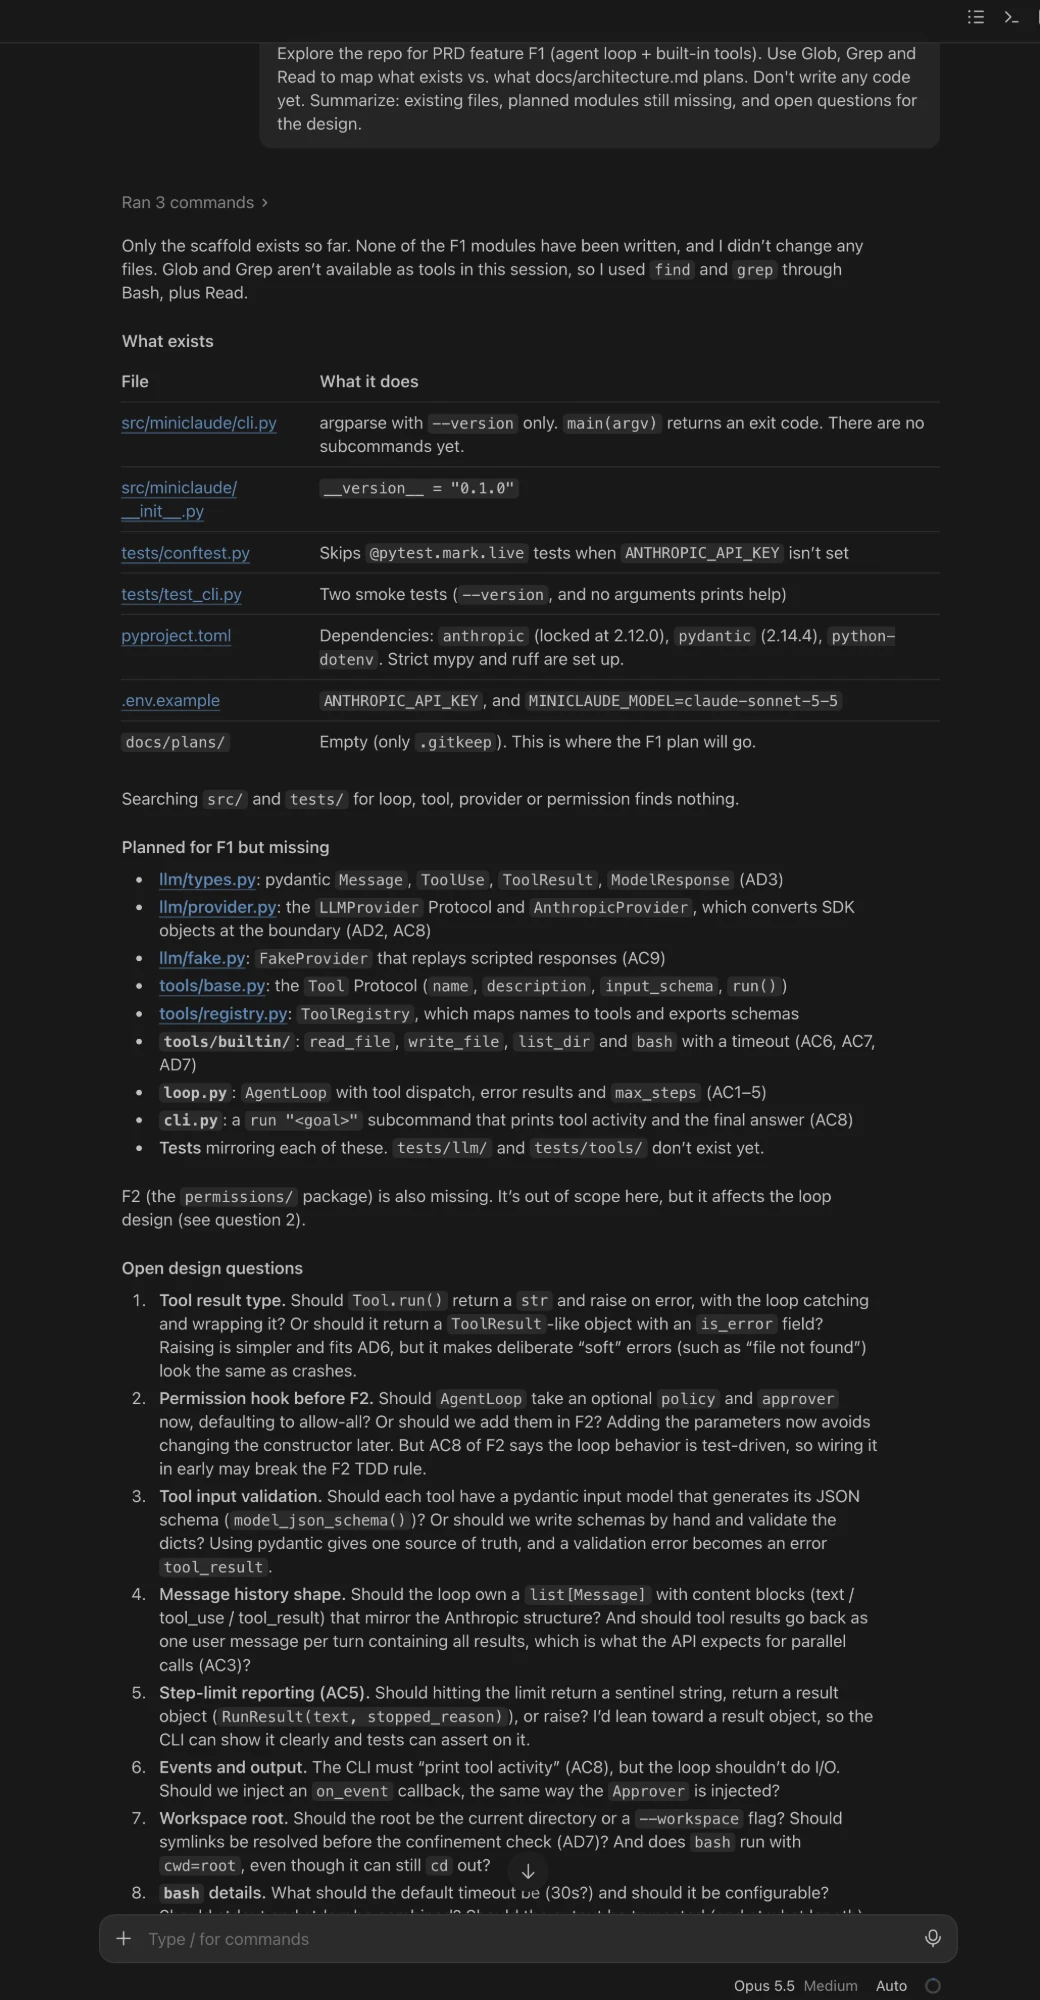 Explore the repo for PRD feature F1 (agent loop + built-in tools). Use Glob, Grep and
Read to map what exists vs. what docs/architecture.md plans. Don't write any code
yet. Summarize: existing files, planned modules still missing, and open questions for
the design.
Ran 3 commands >
Only the scaffold exists so far. None of the F1 modules have been written, and I didn’t change any
files. Glob and Grep aren’t available as tools in this session, so I used find and grep through
Bash, plus Read.
What exists
File What it does
src/miniclaude/cli.py argparse with --version only. main(argv) returns an exit code. There are no
subcommands yet.
src/miniclaude/ __version__ = "0.1.0"
__init__.py
tests/conftest.py Skips @pytest.mark.live tests when ANTHROPIC_API_KEY isn’t set
tests/test_cli.py Two smoke tests (--version, and no arguments prints help)
pyproject.toml Dependencies: anthropic (locked at 2.12.0), pydantic (2.14.4), python-
dotenv. Strict mypy and ruff are set up.
.env.example ANTHROPIC_API_KEY, and MINICLAUDE_MODEL=claude-sonnet-5-5
docs/plans/ Empty (only .gitkeep). This is where the F1 plan will go.
Searching src/ and tests/ for loop, tool, provider or permission finds nothing.
Planned for F1 but missing
• llm/types.py: pydantic Message, ToolUse, ToolResult, ModelResponse (AD3)
• llm/provider.py: the LLMProvider Protocol and AnthropicProvider, which converts SDK
objects at the boundary (AD2, AC8)
• llm/fake.py: FakeProvider that replays scripted responses (AC9)
• tools/base.py: the Tool Protocol (name, description, input_schema, run())
• tools/registry.py: ToolRegistry, which maps names to tools and exports schemas
• tools/builtin/: read_file, write_file, list_dir and bash with a timeout (AC6, AC7,
AD7)
• loop.py: AgentLoop with tool dispatch, error results and max_steps (AC1–5)
• cli.py: a run "<goal>" subcommand that prints tool activity and the final answer (AC8)
• Tests mirroring each of these. tests/llm/ and tests/tools/ don’t exist yet.
F2 (the permissions/ package) is also missing. It’s out of scope here, but it affects the loop
design (see question 2).
Open design questions
1. Tool result type. Should Tool.run() return a str and raise on error, with the loop catching
and wrapping it? Or should it return a ToolResult-like object with an is_error field?
Raising is simpler and fits AD6, but it makes deliberate “soft” errors (such as “file not found”)
look the same as crashes.
2. Permission hook before F2. Should AgentLoop take an optional policy and approver
now, defaulting to allow-all? Or should we add them in F2? Adding the parameters now avoids
changing the constructor later. But AC8 of F2 says the loop behavior is test-driven, so wiring it
in early may break the F2 TDD rule.
3. Tool input validation. Should each tool have a pydantic input model that generates its JSON
schema (model_json_schema())? Or should we write schemas by hand and validate the
dicts? Using pydantic gives one source of truth, and a validation error becomes an error
tool_result.
4. Message history shape. Should the loop own a list[Message] with content blocks (text /
tool_use / tool_result) that mirror the Anthropic structure? And should tool results go back as
one user message per turn containing all results, which is what the API expects for parallel
calls (AC3)?
5. Step-limit reporting (AC5). Should hitting the limit return a sentinel string, return a result
object (RunResult(text, stopped_reason)), or raise? I’d lean toward a result object, so the
CLI can show it clearly and tests can assert on it.
6. Events and output. The CLI must “print tool activity” (AC8), but the loop shouldn’t do I/O.
Should we inject an on_event callback, the same way the Approver is injected?
7. Workspace root. Should the root be the current directory or a --workspace flag? Should
symlinks be resolved before the confinement check (AD7)? And does bash run with
cwd=root, even though it can still cd out?
8. bash details. What should the default timeout be (30s?) and should it be configurable?
Type / for commands
Opus 5.5 Medium Auto